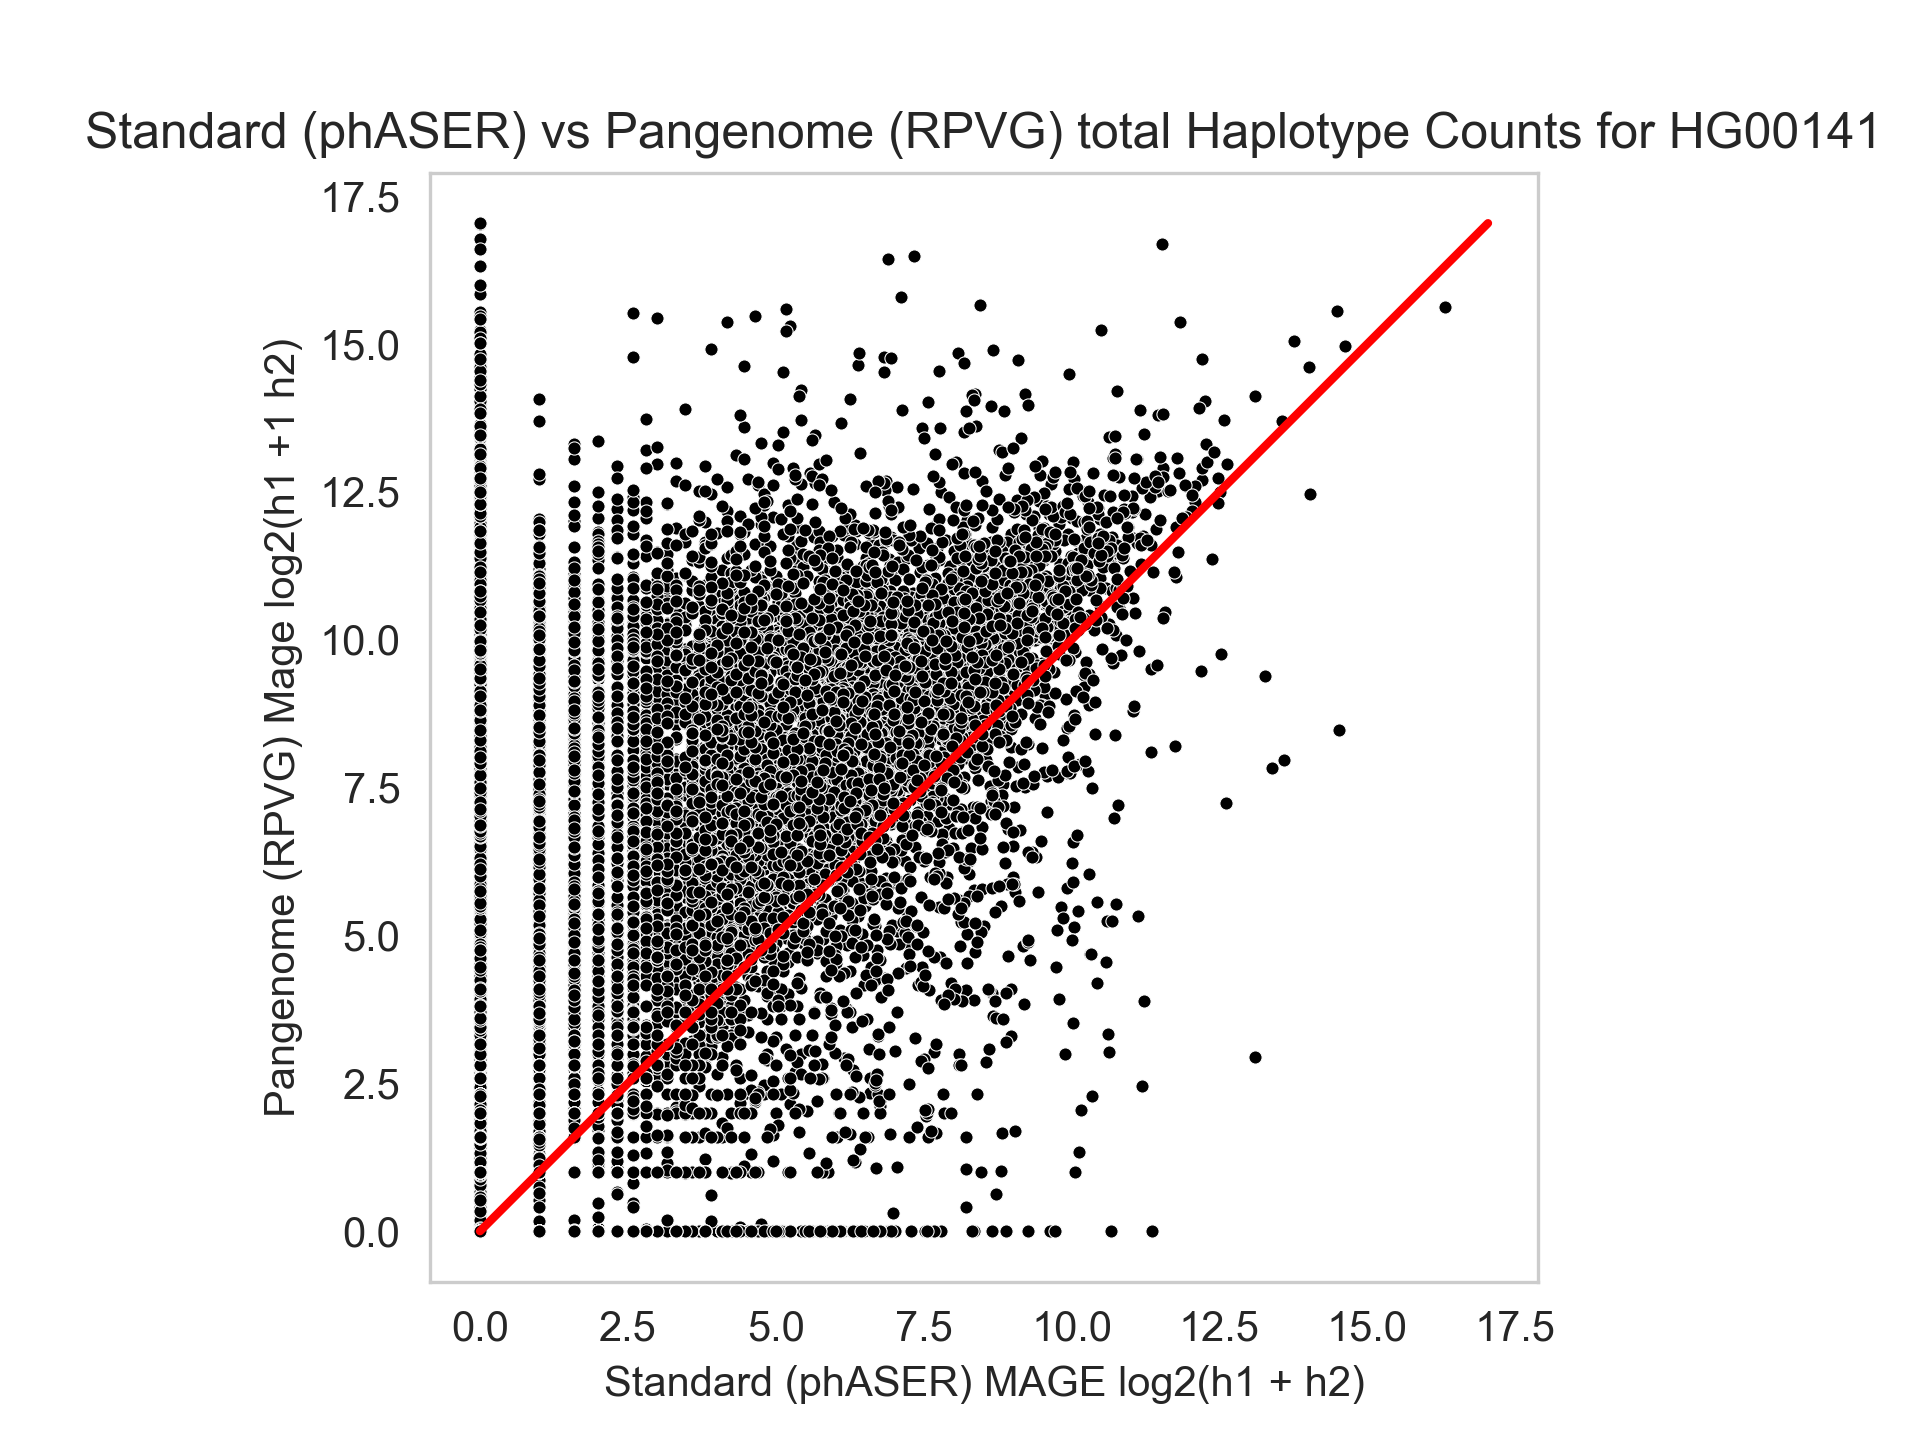 Standard (phASER) vs Pangenome (RPVG) total Haplotype Counts for HG00141
17.5
15.0
12.5
10.0
7.5
5.0
2.5
0.0
Pangenome (RPVG) Mage log2(h1 +1 h2)
0.0 2.5 5.0 7.5 10.0 12.5 15.0 17.5
Standard (phASER) MAGE log2(h1 + h2)